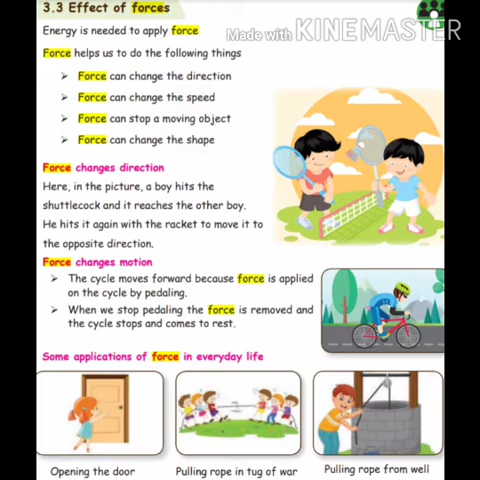 3.3 Effect of forces
Energy is needed to apply force
Made with KINEMASTER
Force helps us to do the following things
➢ Force can change the direction
➢ Force can change the speed
➢ Force can stop a moving object
➢ Force can change the shape
Force changes direction
Here, in the picture, a boy hits the
shuttlecock and it reaches the other boy.
He hits it again with the racket to move it to
the opposite direction.
Force changes motion
➢ The cycle moves forward because force is applied
on the cycle by pedaling.
➢ When we stop pedaling the force is removed and
the cycle stops and comes to rest.
Some applications of force in everyday life
Opening the door
Pulling rope in tug of war
Pulling rope from well